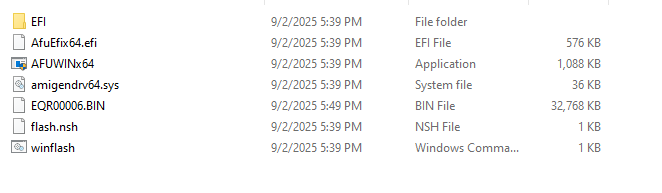 EFI 9/2/2025 5:39 PM File folder
AfuEfix64.efi 9/2/2025 5:39 PM EFI File 576 KB
AFUWINx64 9/2/2025 5:39 PM Application 1,088 KB
amigendrv64.sys 9/2/2025 5:39 PM System file 36 KB
EQR00006.BIN 9/2/2025 5:49 PM BIN File 32,768 KB
flash.nsh 9/2/2025 5:39 PM NSH File 1 KB
winflash 9/2/2025 5:39 PM Windows Comma... 1 KB